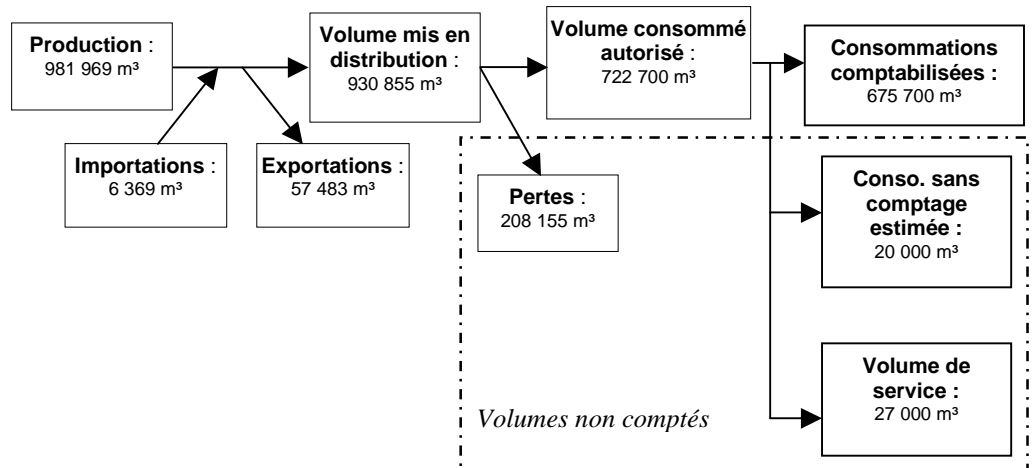 Production :
981 969 m³
Importations :
6 369 m³
Exportations :
57 483 m³
Volume mis en
distribution :
930 855 m³
Pertes :
208 155 m³
Volume consommé
autorisé :
722 700 m³
Consommations
comptabilisées :
675 700 m³
Conso. sans
comptage
estimée :
20 000 m³
Volume de
service :
27 000 m³
Volumes non comptés